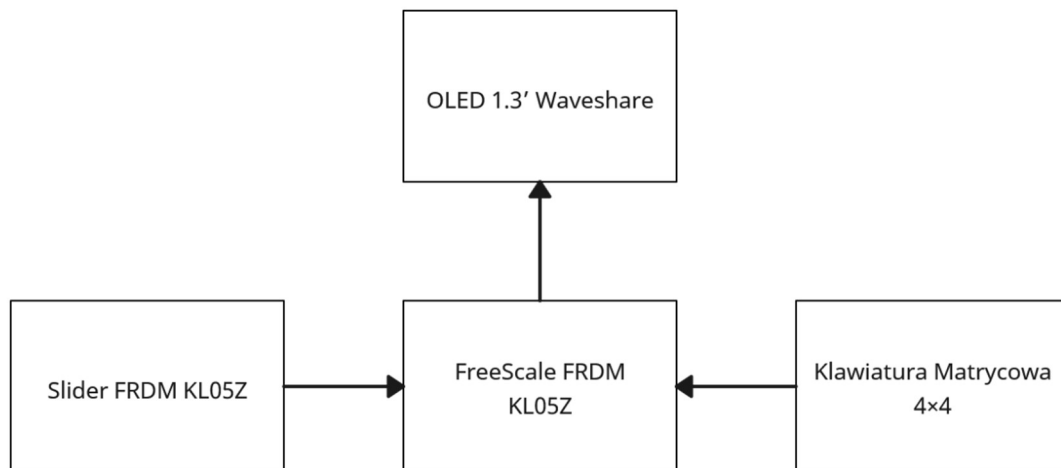 OLED 1.3’ Waveshare
Slider FRDM KL05Z
FreeScale FRDM
KL05Z
Klawiatura Matrycowa
4×4